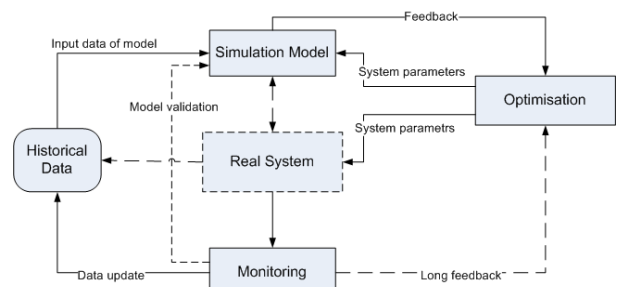 Feedback
Input data of model
Simulation Model
System parameters
Optimisation
Model validation
System parametrs
Historical
Data
Real System
Data update
Monitoring
Long feedback